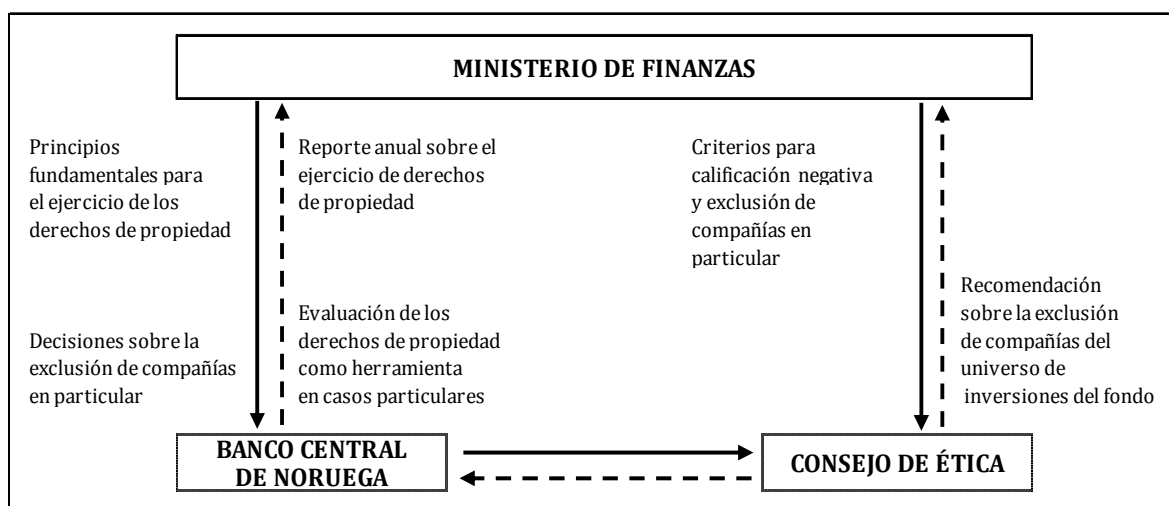 MINISTERIO DE FINANZAS
Principios
fundamentales para
el ejercicio de los
derechos de propiedad
Reporte anual sobre el
ejercicio de derechos
de propiedad
Criterios para
calificación negativa
y exclusión de
compañías en
particular
Decisiones sobre la
exclusión de compañías
en particular
Evaluación de los
derechos de propiedad
como herramienta
en casos particulares
Recomendación
sobre la exclusión
de compañías del
universo de
inversiones del fondo
BANCO CENTRAL
DE NORUEGA
CONSEJO DE ÉTICA